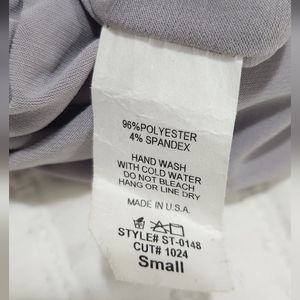 96%POLYESTER
4% SPANDEX
HAND WASH
WITH COLD WATER
DO NOT BLEACH
HANG OR LINE DRY
MADE IN U.S.A.
STYLE# ST-0148
CUT# 1024
Small